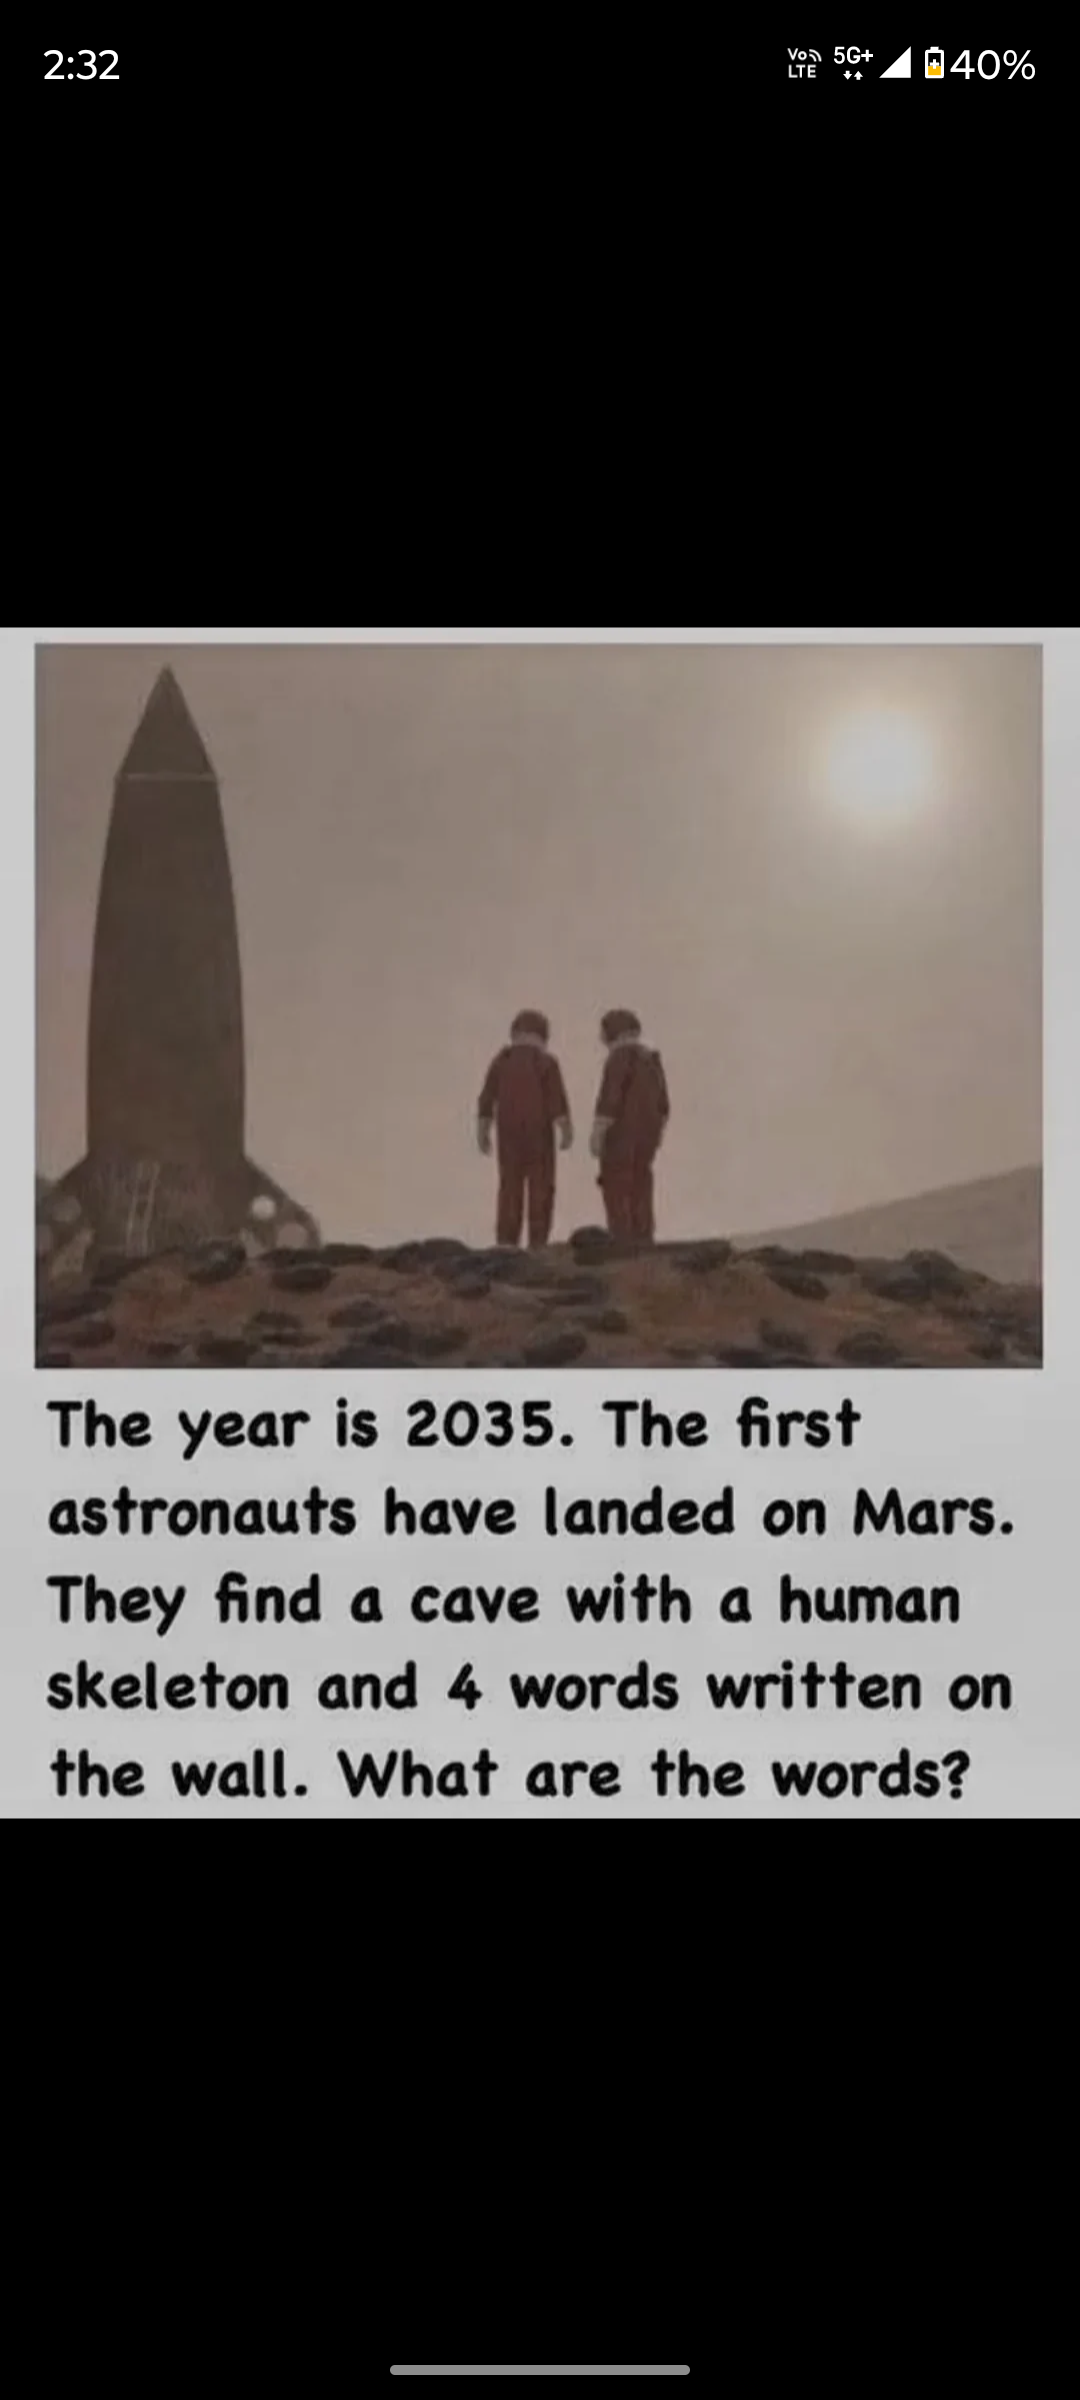 2:32
Vo LTE 5G+ 40%
The year is 2035. The first
astronauts have landed on Mars.
They find a cave with a human
skeleton and 4 words written on
the wall. What are the words?